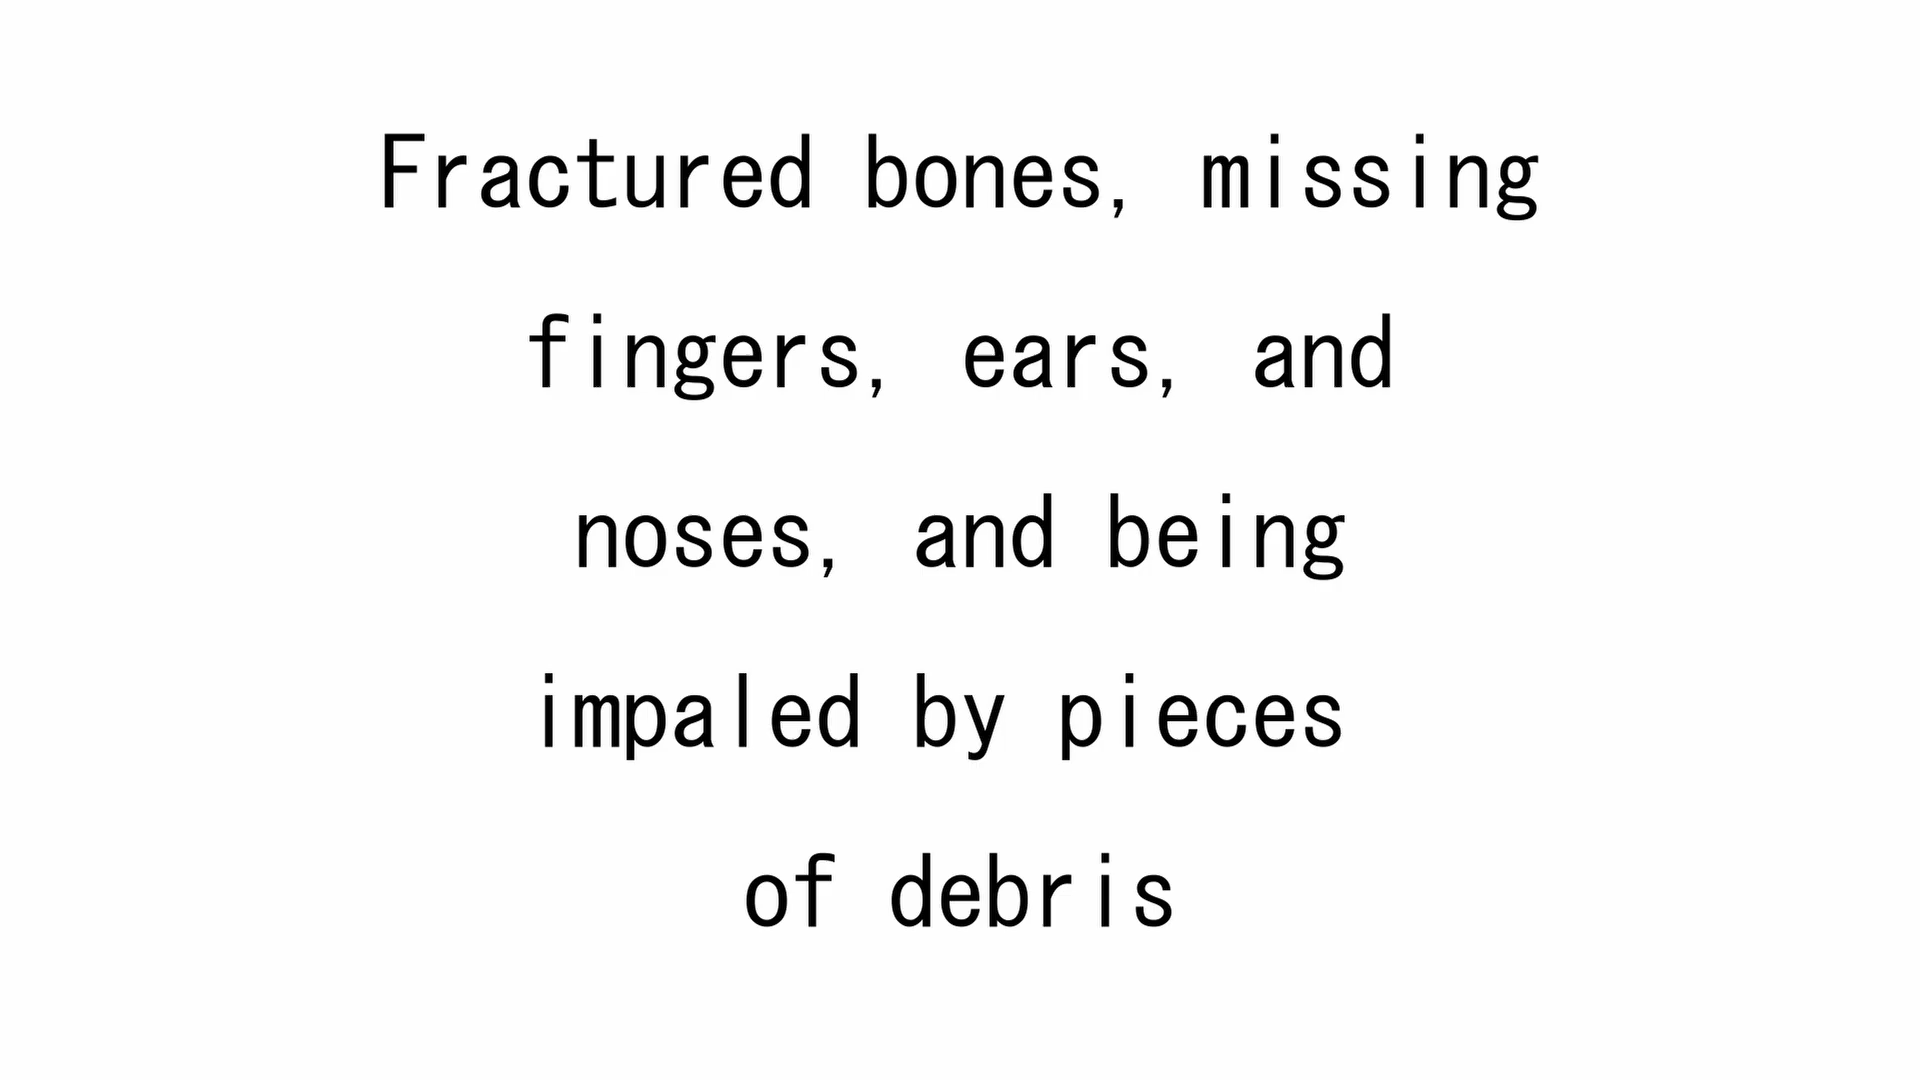 Fractured bones, missing
fingers, ears, and
noses, and being
impaled by pieces
of debris